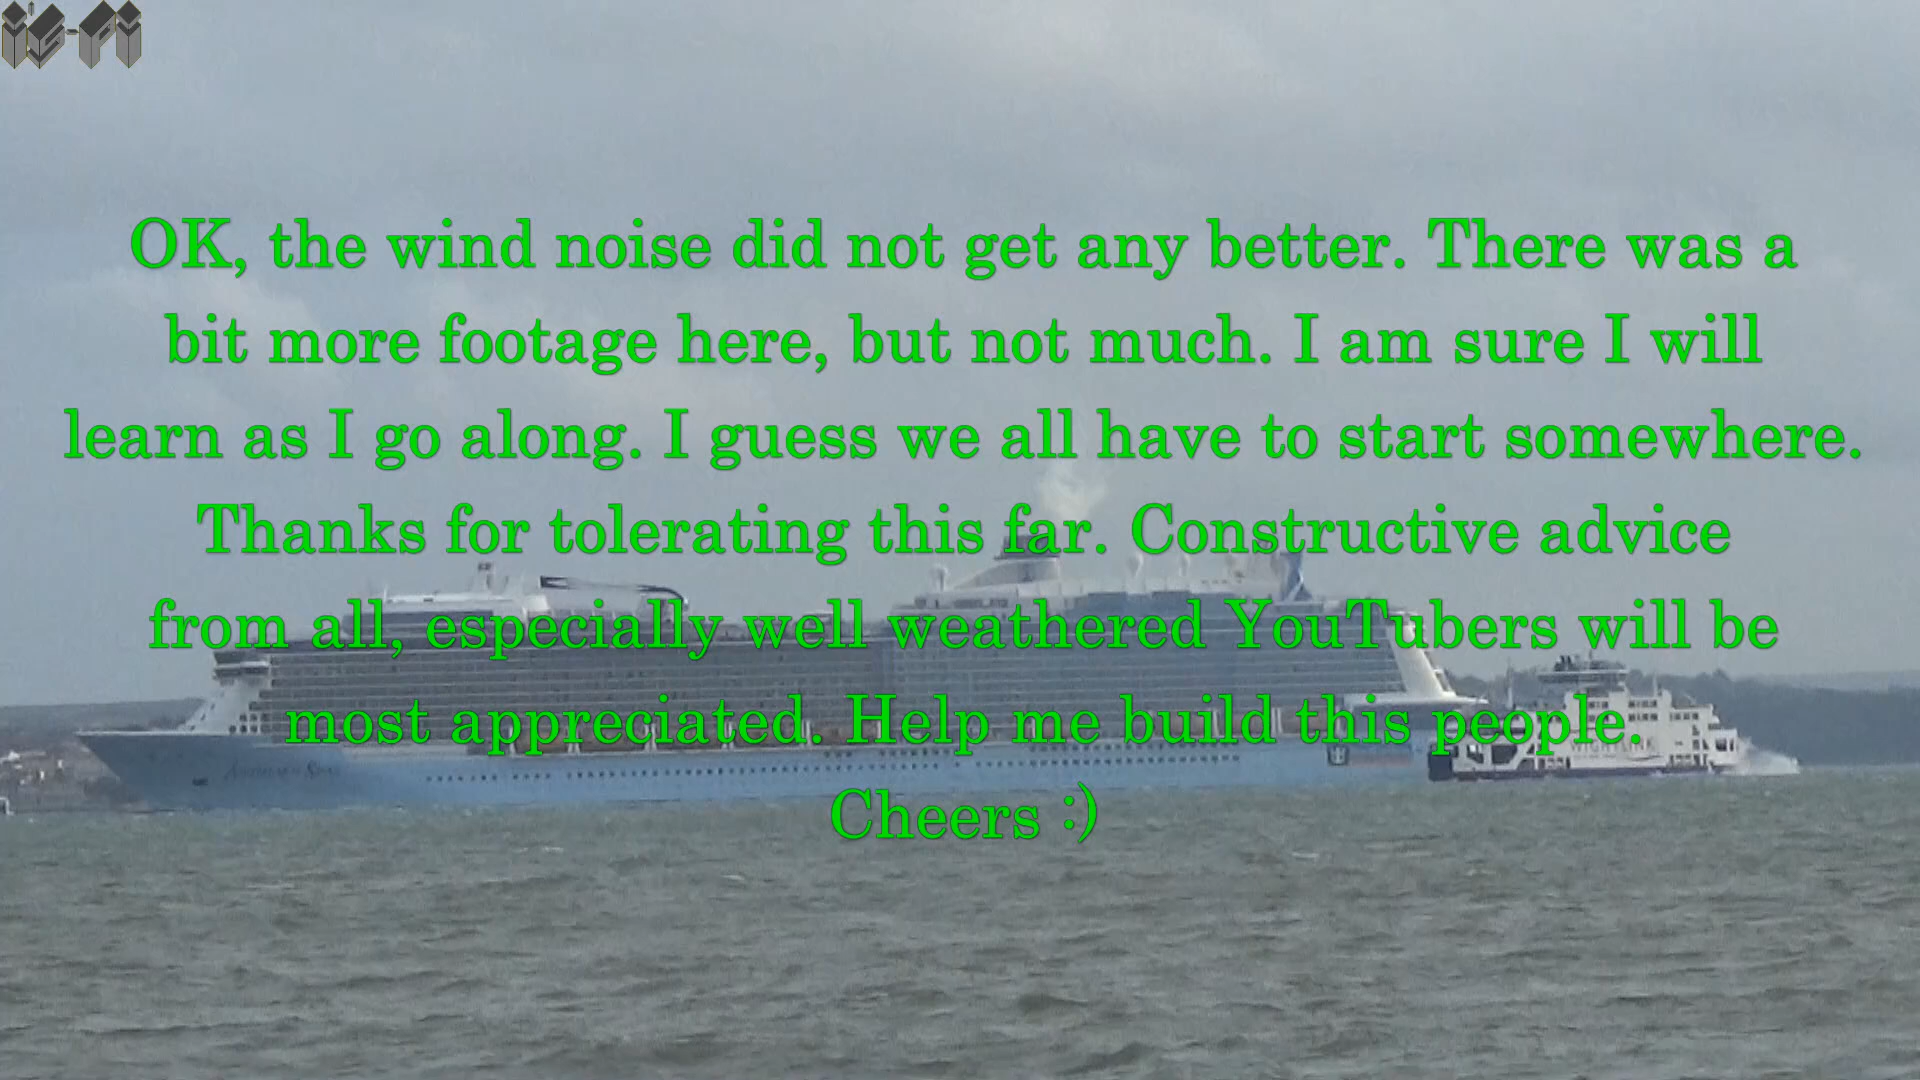 OK, the wind noise did not get any better. There was a
bit more footage here, but not much. I am sure I will
learn as I go along. I guess we all have to start somewhere.
Thanks for tolerating this far. Constructive advice
from all, especially well weathered YouTubers will be
most appreciated. Help me build this people.
Cheers :)
WIGHTLINK